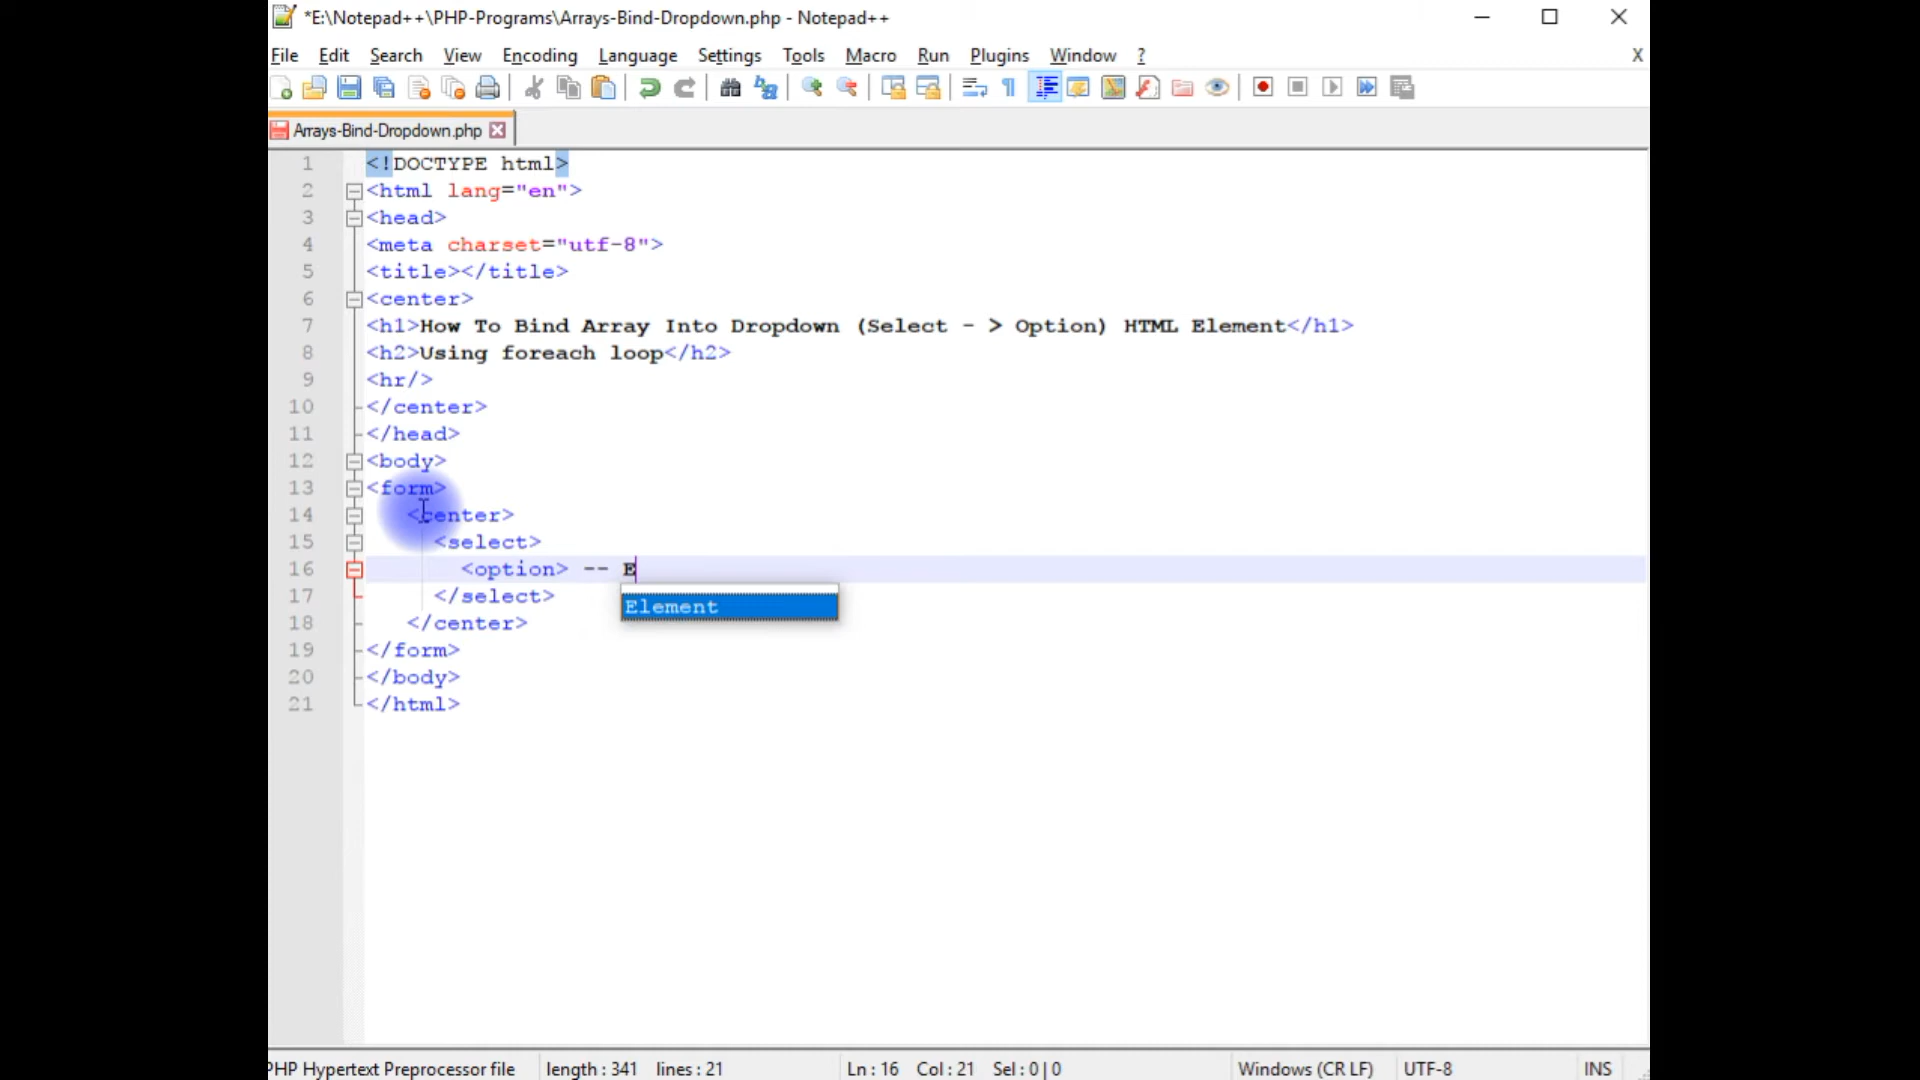 *E:\Notepad++\PHP-Programs\Arrays-Bind-Dropdown.php - Notepad++
File Edit Search View Encoding Language Settings Tools Macro Run Plugins Window ? X
Arrays-Bind-Dropdown.php
1 <!DOCTYPE html>
2 <html lang="en">
3 <head>
4 <meta charset="utf-8">
5 <title></title>
6 <center>
7 <h1>How To Bind Array Into Dropdown (Select - > Option) HTML Element</h1>
8 <h2>Using foreach loop</h2>
9 <hr/>
10 </center>
11 </head>
12 <body>
13 <form>
14 <center>
15 <select>
16 <option> -- E
Element
17 </select>
18 </center>
19 </form>
20 </body>
21 </html>
PHP Hypertext Preprocessor file length : 341 lines : 21 Ln : 16 Col : 21 Sel : 0 | 0 Windows (CR LF) UTF-8 INS